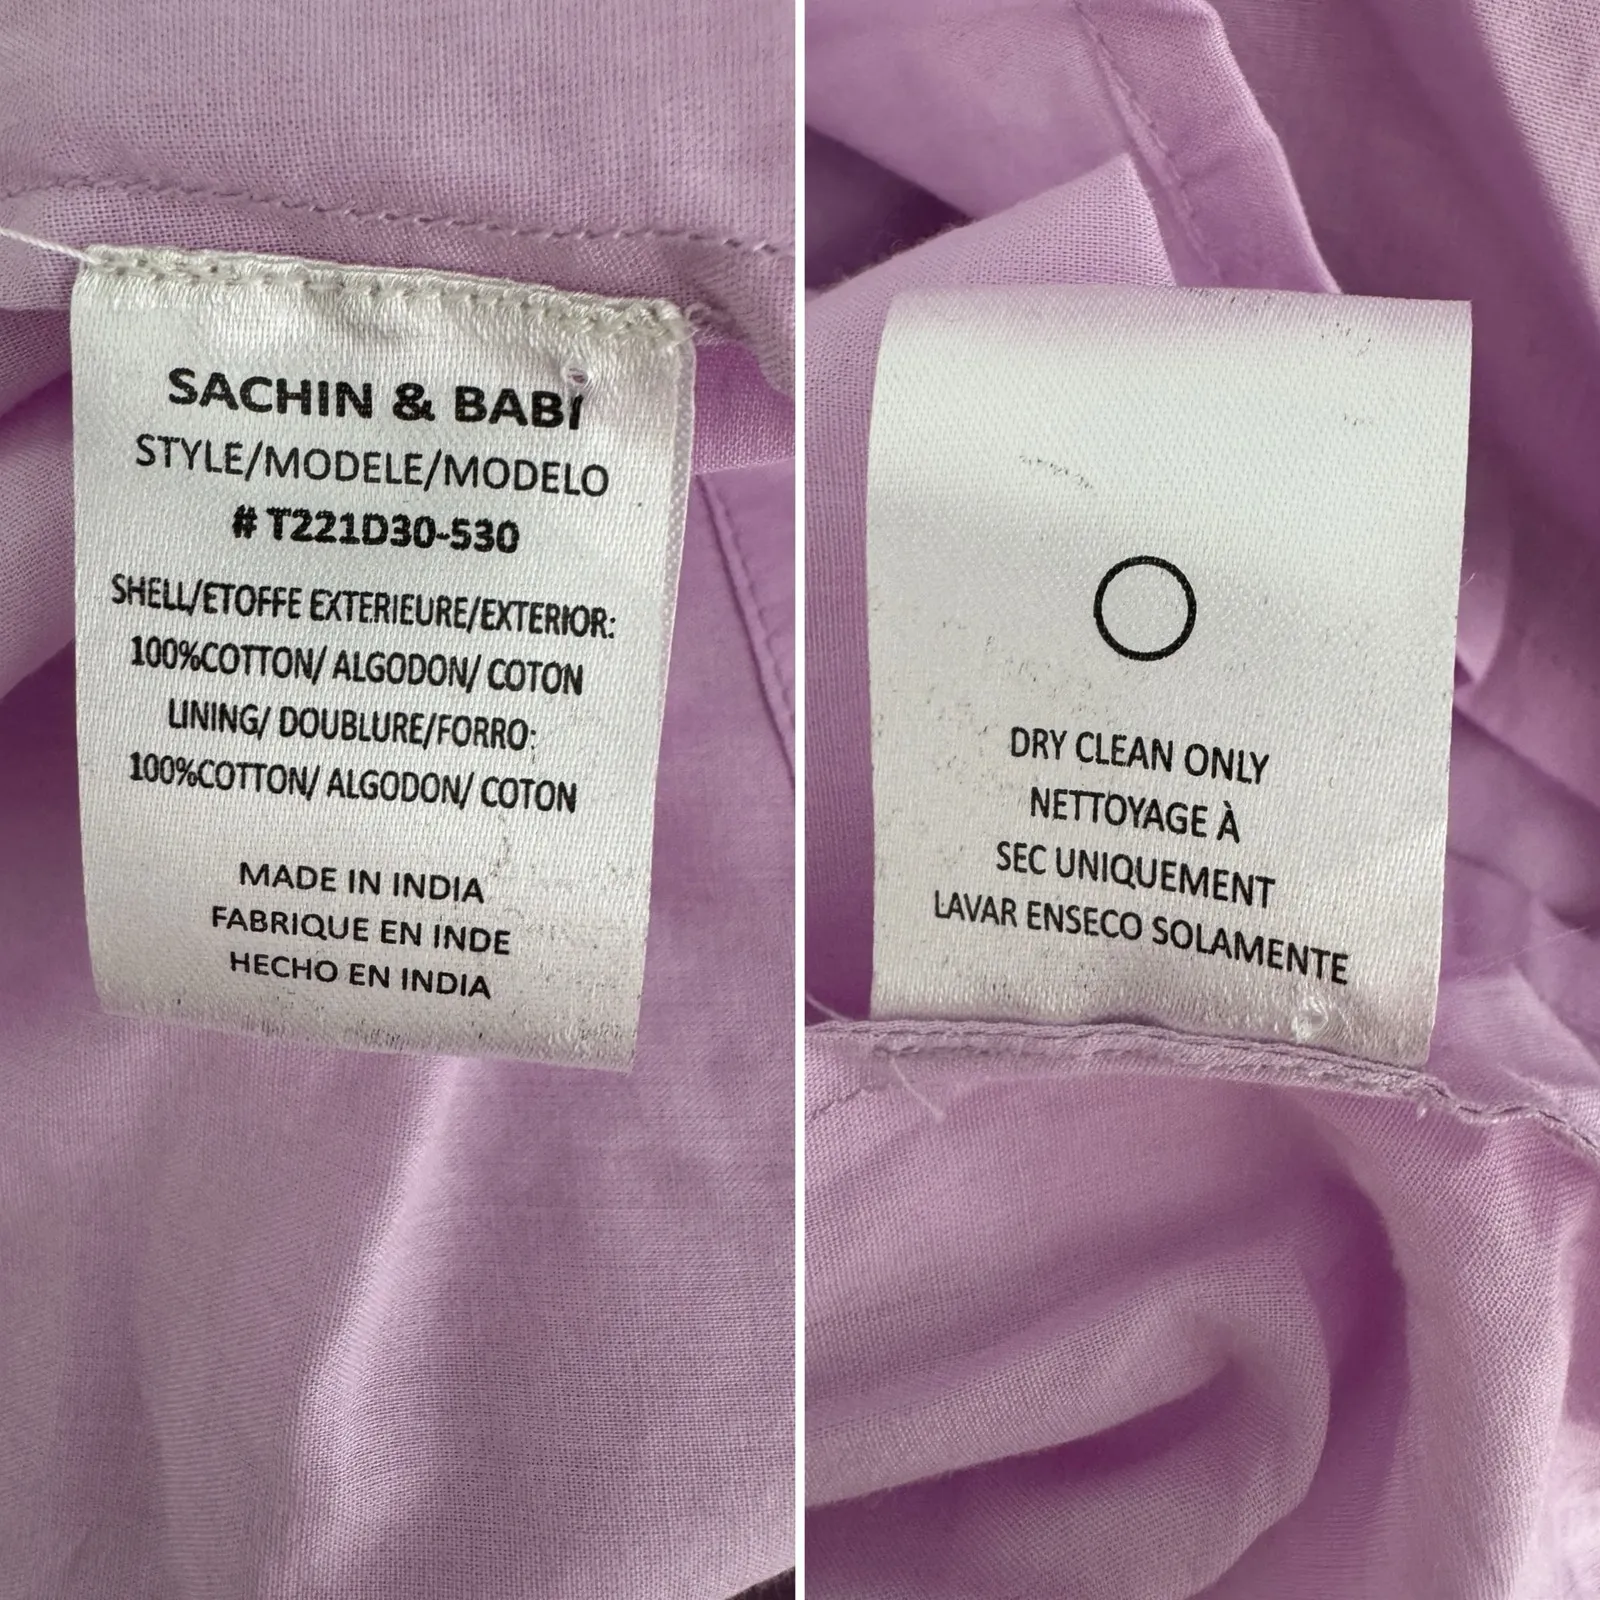 SACHIN & BABI
STYLE/MODELE/MODELO
# T221D30-530
SHELL/ETOFFE EXTERIEURE/EXTERIOR:
100%COTTON/ ALGODON/ COTON
LINING/ DOUBLURE/FORRO:
100%COTTON/ ALGODON/ COTON
MADE IN INDIA
FABRIQUE EN INDE
HECHO EN INDIA
DRY CLEAN ONLY
NETTOYAGE À
SEC UNIQUEMENT
LAVAR ENSECO SOLAMENTE